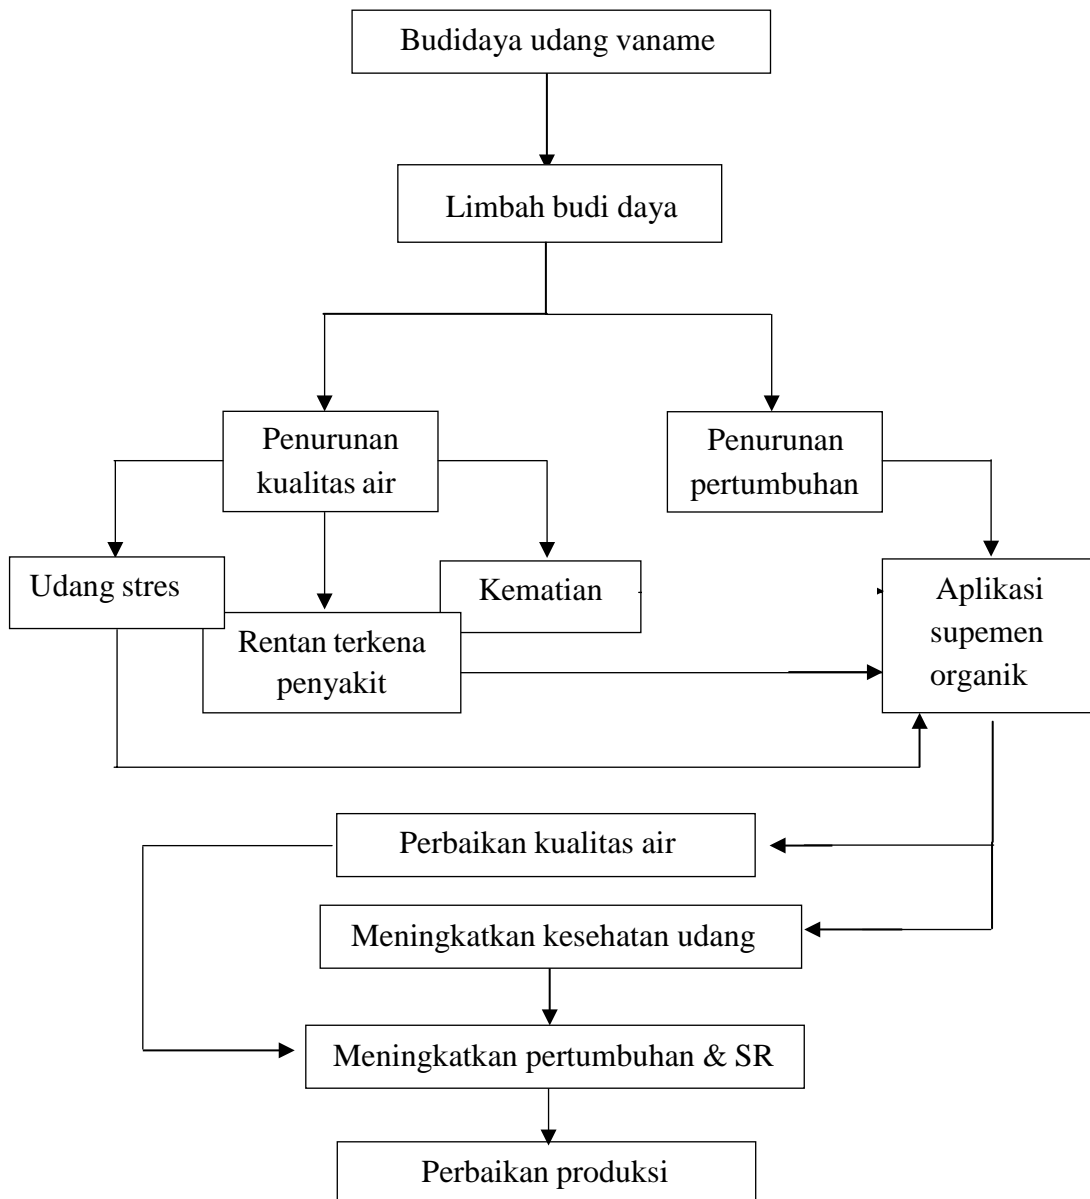 Budidaya udang vaname
Limbah budi daya
Penurunan
kualitas air
Penurunan
pertumbuhan
Udang stres
Rentan terkena
penyakit
Kematian
Aplikasi
supemen
organik
Perbaikan kualitas air
Meningkatkan kesehatan udang
Meningkatkan pertumbuhan & SR
Perbaikan produksi